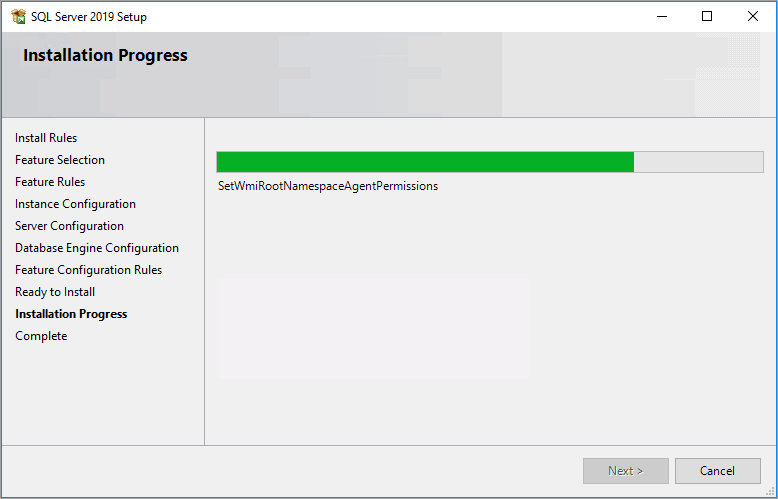 SQL Server 2019 Setup
Installation Progress
Install Rules
Feature Selection
Feature Rules
Instance Configuration
Server Configuration
Database Engine Configuration
Feature Configuration Rules
Ready to Install
Installation Progress
Complete
SetWmiRootNamespaceAgentPermissions
Next >
Cancel